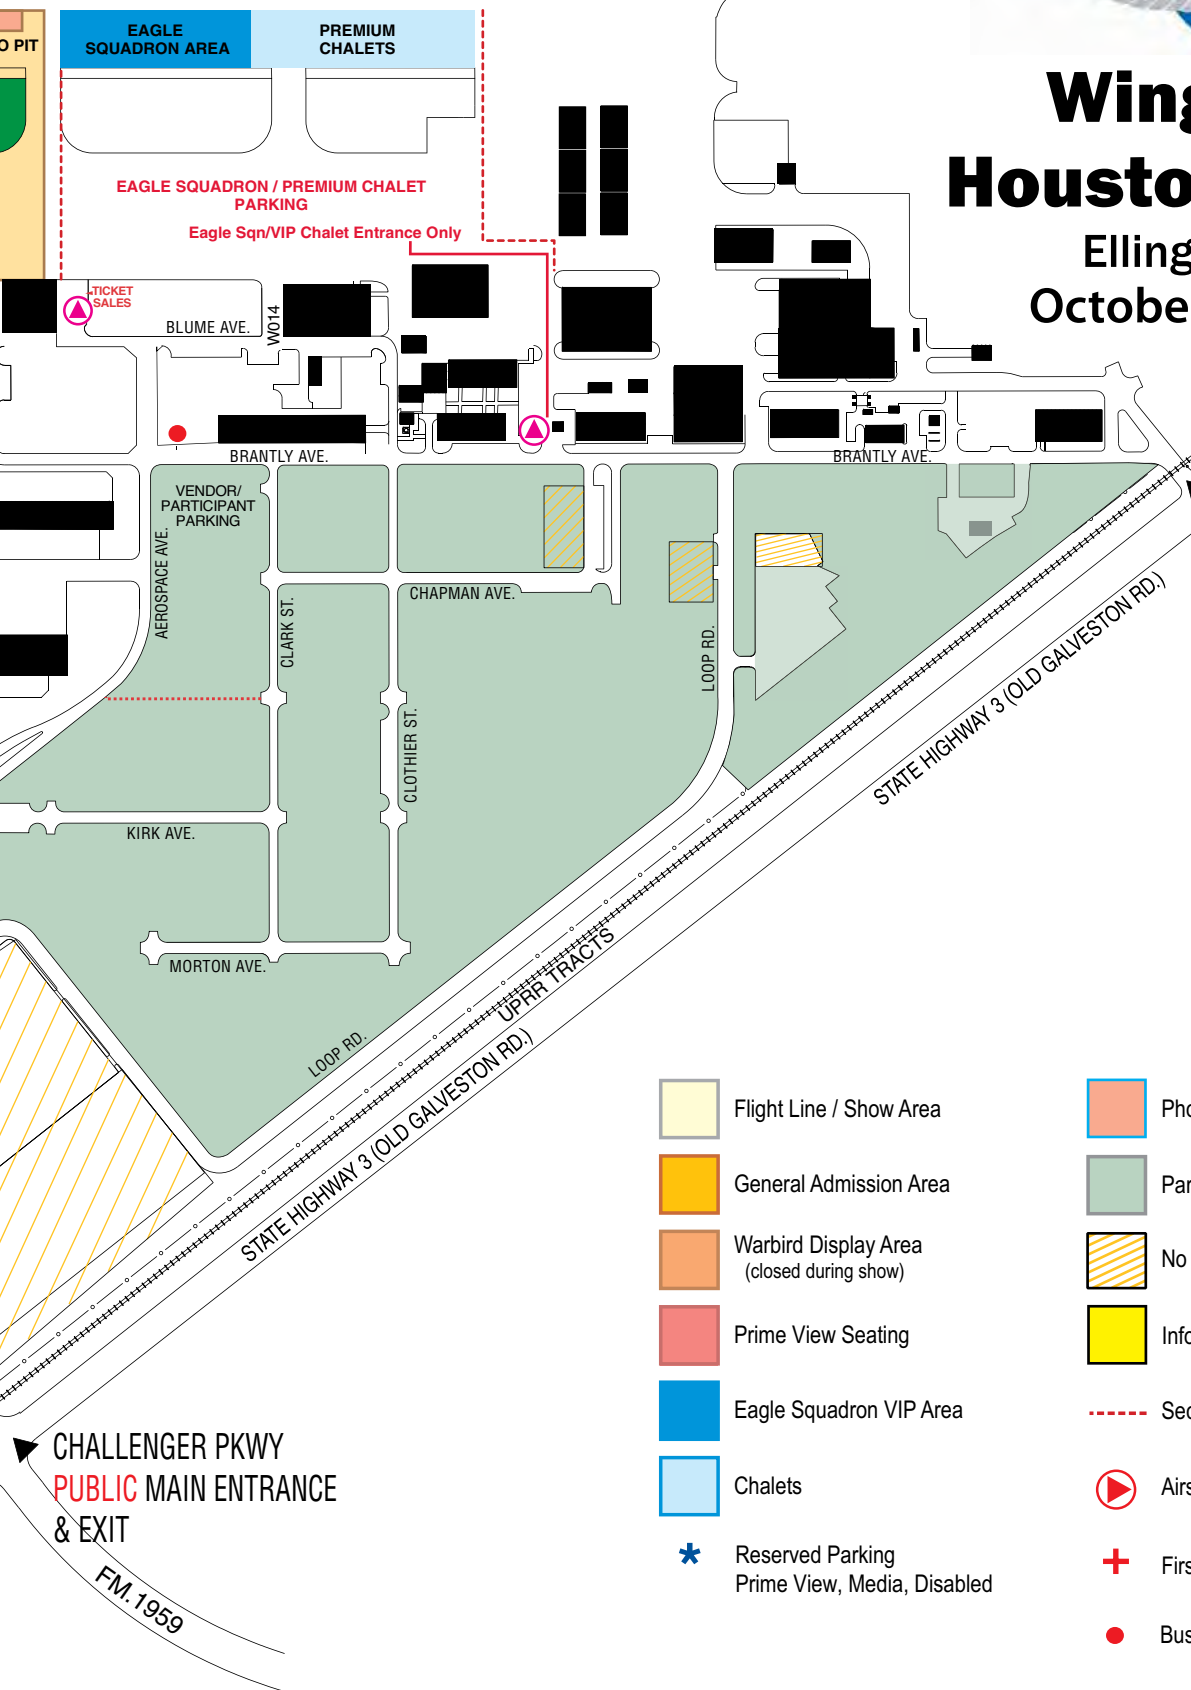 O PIT
EAGLE
SQUADRON AREA
PREMIUM
CHALETS
Wing
Housto
Elling
Octobe
EAGLE SQUADRON / PREMIUM CHALET
PARKING
Eagle Sqn/VIP Chalet Entrance Only
TICKET
SALES
BLUME AVE.
W014
BRANTLY AVE.
BRANTLY AVE.
VENDOR/
PARTICIPANT
PARKING
AEROSPACE AVE.
CLARK ST.
CHAPMAN AVE.
LOOP RD.
CLOTHIER ST.
STATE HIGHWAY 3 (OLD GALVESTON RD.)
KIRK AVE.
MORTON AVE.
UPRR TRACTS
LOOP RD.
STATE HIGHWAY 3 (OLD GALVESTON RD.)
CHALLENGER PKWY
PUBLIC MAIN ENTRANCE
& EXIT
FM.1959
Flight Line / Show Area
General Admission Area
Warbird Display Area
(closed during show)
Prime View Seating
Eagle Squadron VIP Area
Chalets
* Reserved Parking
Prime View, Media, Disabled
Pho
Par
No
Info
Sec
Airs
Firs
Bus